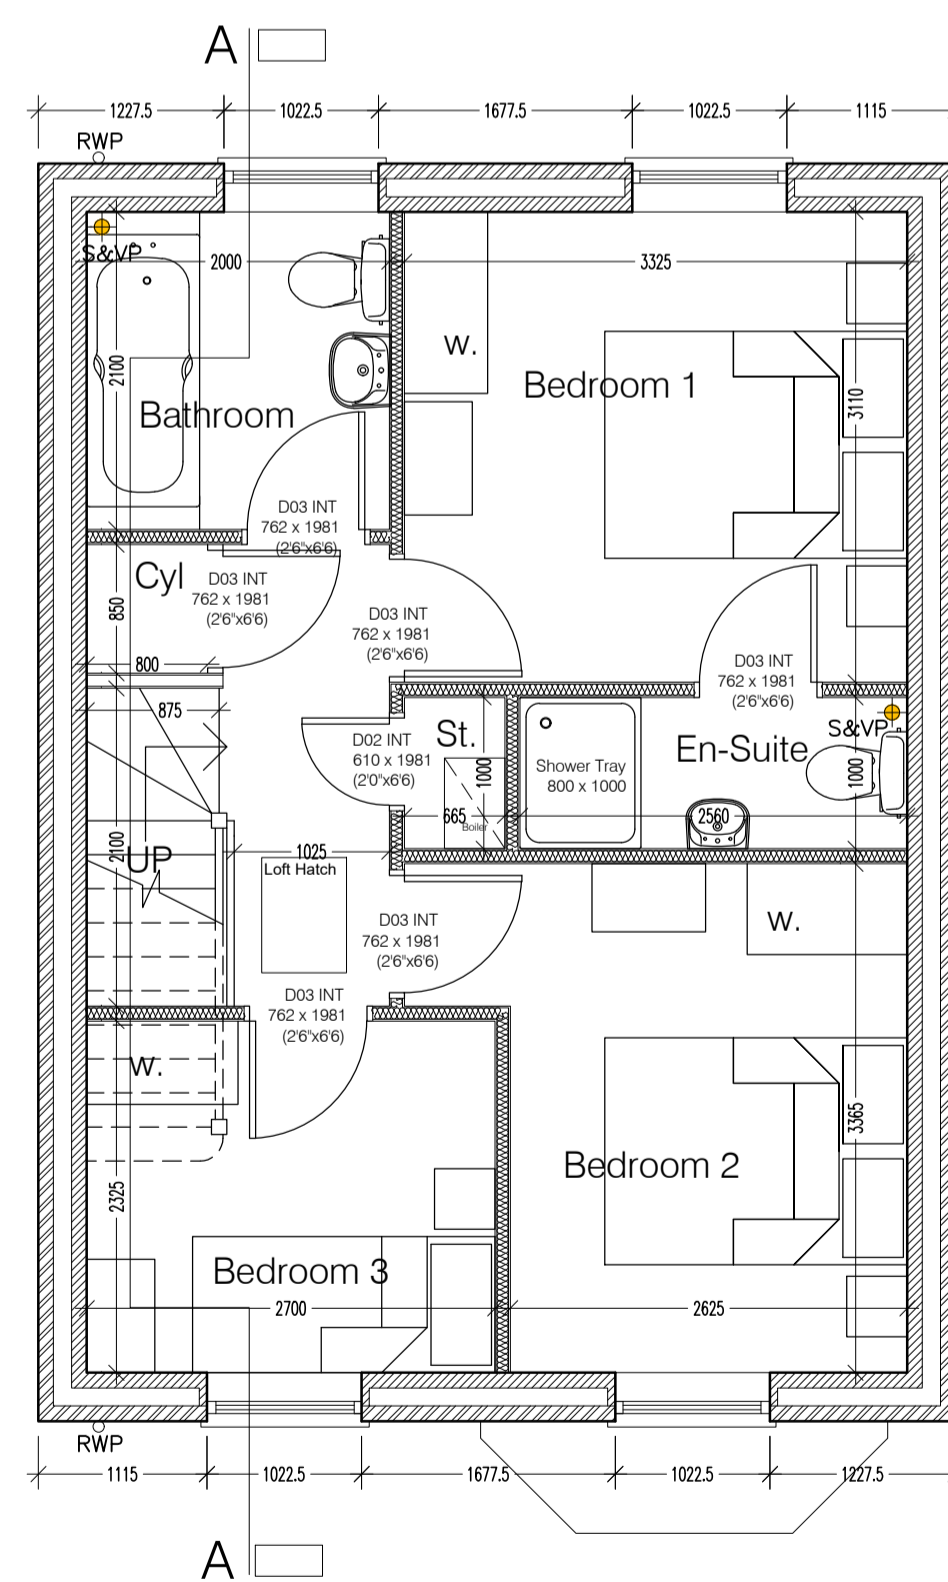 A
1227.5
1022.5
1677.5
1022.5
1115
RWP
S&VP
2000
3325
W.
2100
Bedroom 1
3110
Bathroom
D03 INT
762 x 1981
(2'6"x6'6)
Cyl
D03 INT
762 x 1981
(2'6"x6'6)
850
D03 INT
762 x 1981
(2'6"x6'6)
800
D03 INT
762 x 1981
(2'6"x6'6)
875
S&VP
St.
D02 INT
610 x 1981
(2'0"x6'6)
En-Suite
1000
Shower Tray
800 x 1000
1000
665
Boiler
2560
2100
UP
1025
Loft Hatch
D03 INT
762 x 1981
(2'6"x6'6)
W.
D03 INT
762 x 1981
(2'6"x6'6)
W.
3365
Bedroom 2
2325
Bedroom 3
2700
2625
RWP
1115
1022.5
1677.5
1022.5
1227.5
A